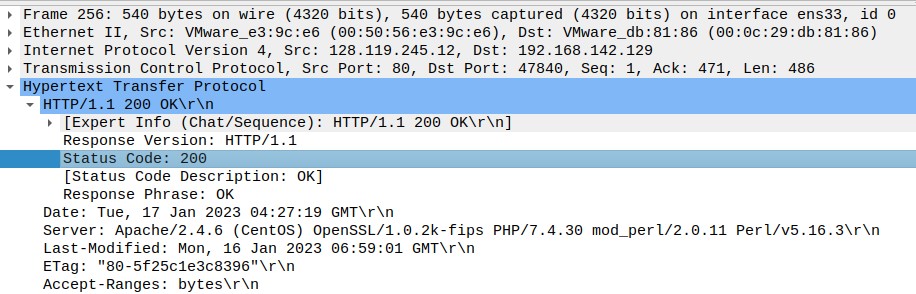 Frame 256: 540 bytes on wire (4320 bits), 540 bytes captured (4320 bits) on interface ens33, id 0
Ethernet II, Src: VMware_e3:9c:e6 (00:50:56:e3:9c:e6), Dst: VMware_db:81:86 (00:0c:29:db:81:86)
Internet Protocol Version 4, Src: 128.119.245.12, Dst: 192.168.142.129
Transmission Control Protocol, Src Port: 80, Dst Port: 47840, Seq: 1, Ack: 471, Len: 486
Hypertext Transfer Protocol
HTTP/1.1 200 OK\r\n
[Expert Info (Chat/Sequence): HTTP/1.1 200 OK\r\n]
Response Version: HTTP/1.1
Status Code: 200
[Status Code Description: OK]
Response Phrase: OK
Date: Tue, 17 Jan 2023 04:27:19 GMT\r\n
Server: Apache/2.4.6 (CentOS) OpenSSL/1.0.2k-fips PHP/7.4.30 mod_perl/2.0.11 Perl/v5.16.3\r\n
Last-Modified: Mon, 16 Jan 2023 06:59:01 GMT\r\n
ETag: "80-5f25c1e3c8396"\r\n
Accept-Ranges: bytes\r\n